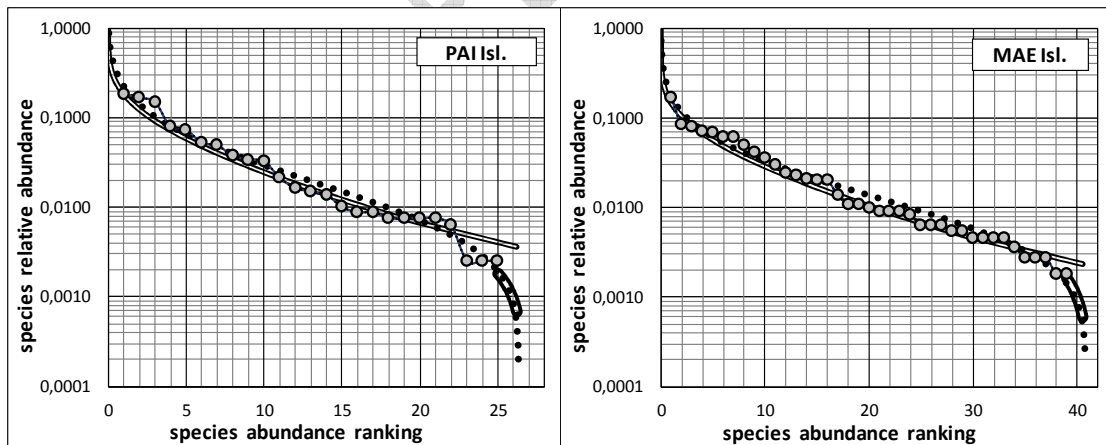 PAI Isl.
species relative abundance
1,0000
0,1000
0,0100
0,0010
0,0001
0 5 10 15 20 25
species abundance ranking
MAE Isl.
species relative abundance
1,0000
0,1000
0,0100
0,0010
0,0001
0 10 20 30 40
species abundance ranking